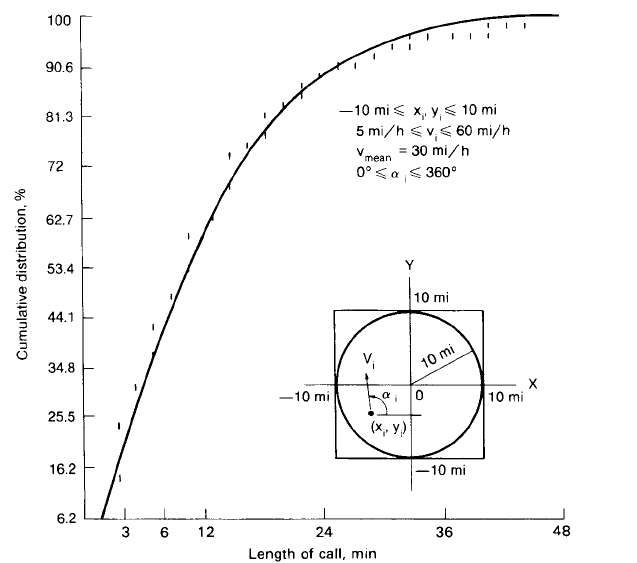 100
90.6
81.3
72
62.7
53.4
44.1
34.8
25.5
16.2
6.2
Cumulative distribution, %
—10 mi ≤ xᵢ, yᵢ ≤ 10 mi
5 mi/h ≤ vᵢ ≤ 60 mi/h
v_mean = 30 mi/h
0° ≤ α ᵢ ≤ 360°
Y
10 mi
10 mi
Vᵢ
α ᵢ
X
—10 mi
0
10 mi
(xᵢ, yᵢ)
—10 mi
3 6 12 24 36 48
Length of call, min